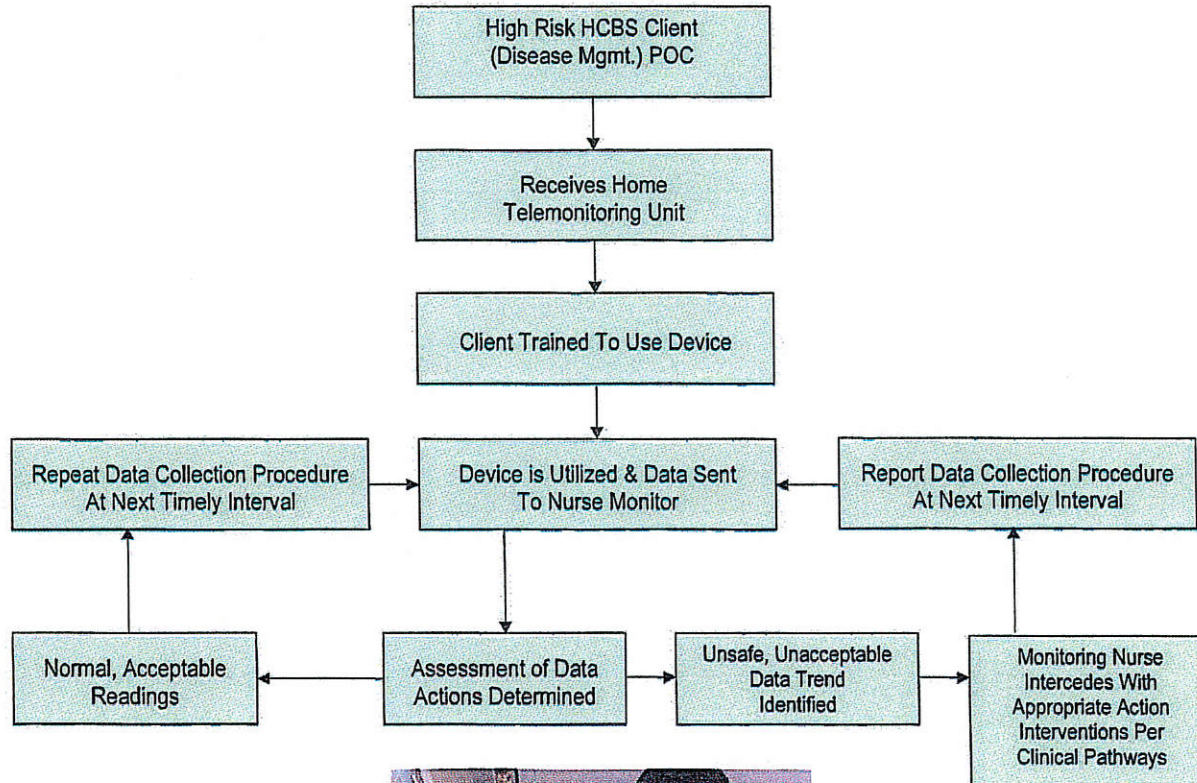 High Risk HCBS Client
(Disease Mgmt.) POC
Receives Home
Telemonitoring Unit
Client Trained To Use Device
Repeat Data Collection Procedure
At Next Timely Interval
Device is Utilized & Data Sent
To Nurse Monitor
Report Data Collection Procedure
At Next Timely Interval
Normal, Acceptable
Readings
Assessment of Data
Actions Determined
Unsafe, Unacceptable
Data Trend
Identified
Monitoring Nurse
Intercedes With
Appropriate Action
Interventions Per
Clinical Pathways